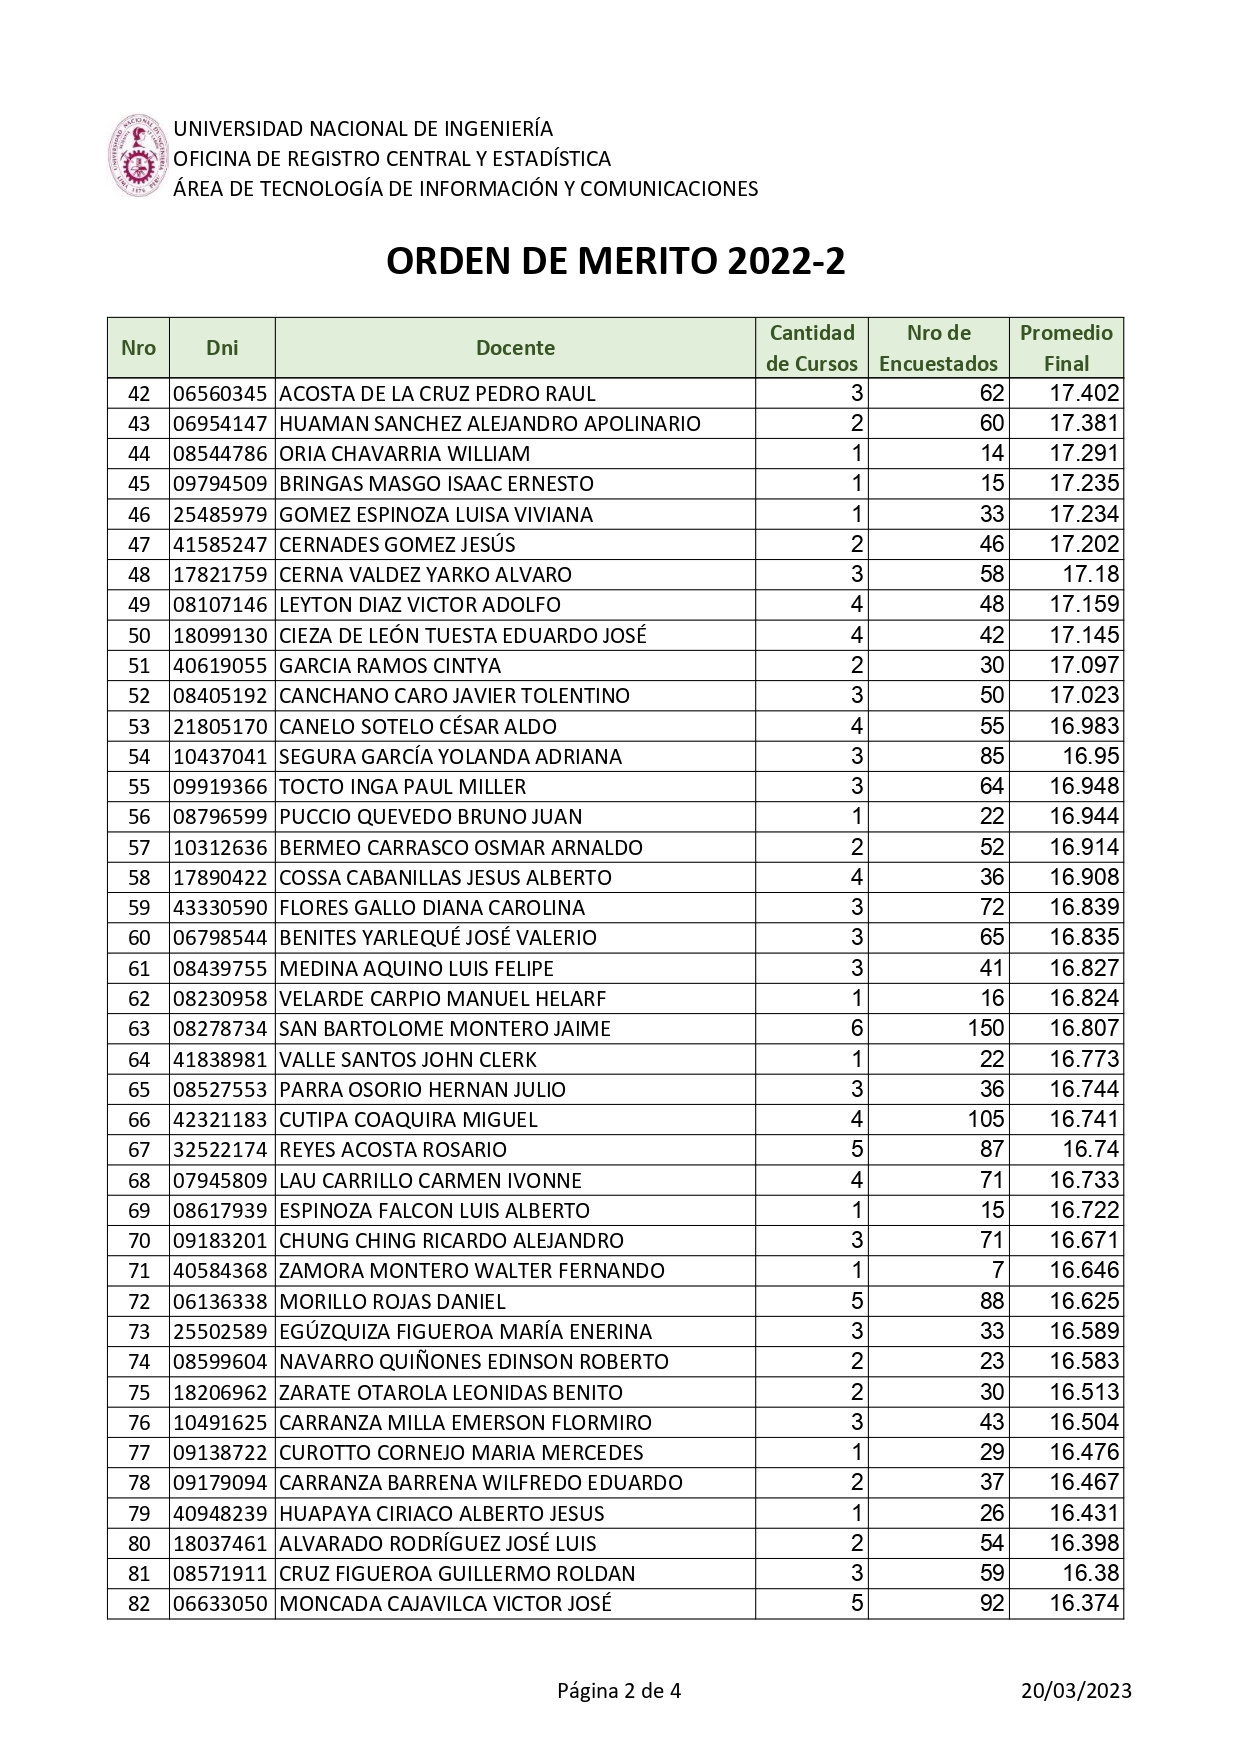 UNIVERSIDAD NACIONAL DE INGENIERÍA
OFICINA DE REGISTRO CENTRAL Y ESTADÍSTICA
ÁREA DE TECNOLOGÍA DE INFORMACIÓN Y COMUNICACIONES
ORDEN DE MERITO 2022-2
Nro Dni Docente Cantidad de Cursos Nro de Encuestados Promedio Final
42 06560345 ACOSTA DE LA CRUZ PEDRO RAUL 3 62 17.402
43 06954147 HUAMAN SANCHEZ ALEJANDRO APOLINARIO 2 60 17.381
44 08544786 ORIA CHAVARRIA WILLIAM 1 14 17.291
45 09794509 BRINGAS MASGO ISAAC ERNESTO 1 15 17.235
46 25485979 GOMEZ ESPINOZA LUISA VIVIANA 1 33 17.234
47 41585247 CERNADES GOMEZ JESÚS 2 46 17.202
48 17821759 CERNA VALDEZ YARKO ALVARO 3 58 17.18
49 08107146 LEYTON DIAZ VICTOR ADOLFO 4 48 17.159
50 18099130 CIEZA DE LEÓN TUESTA EDUARDO JOSÉ 4 42 17.145
51 40619055 GARCIA RAMOS CINTYA 2 30 17.097
52 08405192 CANCHANO CARO JAVIER TOLENTINO 3 50 17.023
53 21805170 CANELO SOTELO CÉSAR ALDO 4 55 16.983
54 10437041 SEGURA GARCÍA YOLANDA ADRIANA 3 85 16.95
55 09919366 TOCTO INGA PAUL MILLER 3 64 16.948
56 08796599 PUCCIO QUEVEDO BRUNO JUAN 1 22 16.944
57 10312636 BERMEO CARRASCO OSMAR ARNALDO 2 52 16.914
58 17890422 COSSA CABANILLAS JESUS ALBERTO 4 36 16.908
59 43330590 FLORES GALLO DIANA CAROLINA 3 72 16.839
60 06798544 BENITES YARLEQUÉ JOSÉ VALERIO 3 65 16.835
61 08439755 MEDINA AQUINO LUIS FELIPE 3 41 16.827
62 08230958 VELARDE CARPIO MANUEL HELARF 1 16 16.824
63 08278734 SAN BARTOLOME MONTERO JAIME 6 150 16.807
64 41838981 VALLE SANTOS JOHN CLERK 1 22 16.773
65 08527553 PARRA OSORIO HERNAN JULIO 3 36 16.744
66 42321183 CUTIPA COAQUIRA MIGUEL 4 105 16.741
67 32522174 REYES ACOSTA ROSARIO 5 87 16.74
68 07945809 LAU CARRILLO CARMEN IVONNE 4 71 16.733
69 08617939 ESPINOZA FALCON LUIS ALBERTO 1 15 16.722
70 09183201 CHUNG CHING RICARDO ALEJANDRO 3 71 16.671
71 40584368 ZAMORA MONTERO WALTER FERNANDO 1 7 16.646
72 06136338 MORILLO ROJAS DANIEL 5 88 16.625
73 25502589 EGÚZQUIZA FIGUEROA MARÍA ENERINA 3 33 16.589
74 08599604 NAVARRO QUIÑONES EDINSON ROBERTO 2 23 16.583
75 18206962 ZARATE OTAROLA LEONIDAS BENITO 2 30 16.513
76 10491625 CARRANZA MILLA EMERSON FLORMIRO 3 43 16.504
77 09138722 CUROTTO CORNEJO MARIA MERCEDES 1 29 16.476
78 09179094 CARRANZA BARRENA WILFREDO EDUARDO 2 37 16.467
79 40948239 HUAPAYA CIRIACO ALBERTO JESUS 1 26 16.431
80 18037461 ALVARADO RODRÍGUEZ JOSÉ LUIS 2 54 16.398
81 08571911 CRUZ FIGUEROA GUILLERMO ROLDAN 3 59 16.38
82 06633050 MONCADA CAJAVILCA VICTOR JOSÉ 5 92 16.374
Página 2 de 4 20/03/2023